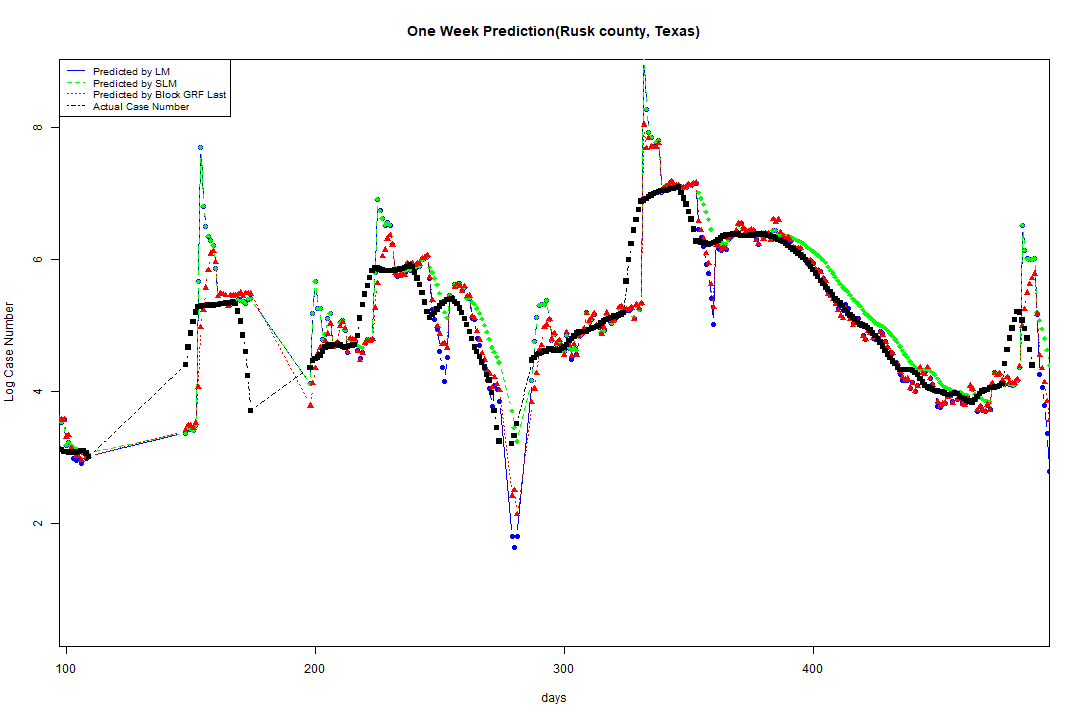 One Week Prediction(Rusk county, Texas)
Predicted by LM
Predicted by SLM
Predicted by Block GRF Last
Actual Case Number
8
6
4
2
Log Case Number
100 200 300 400
days